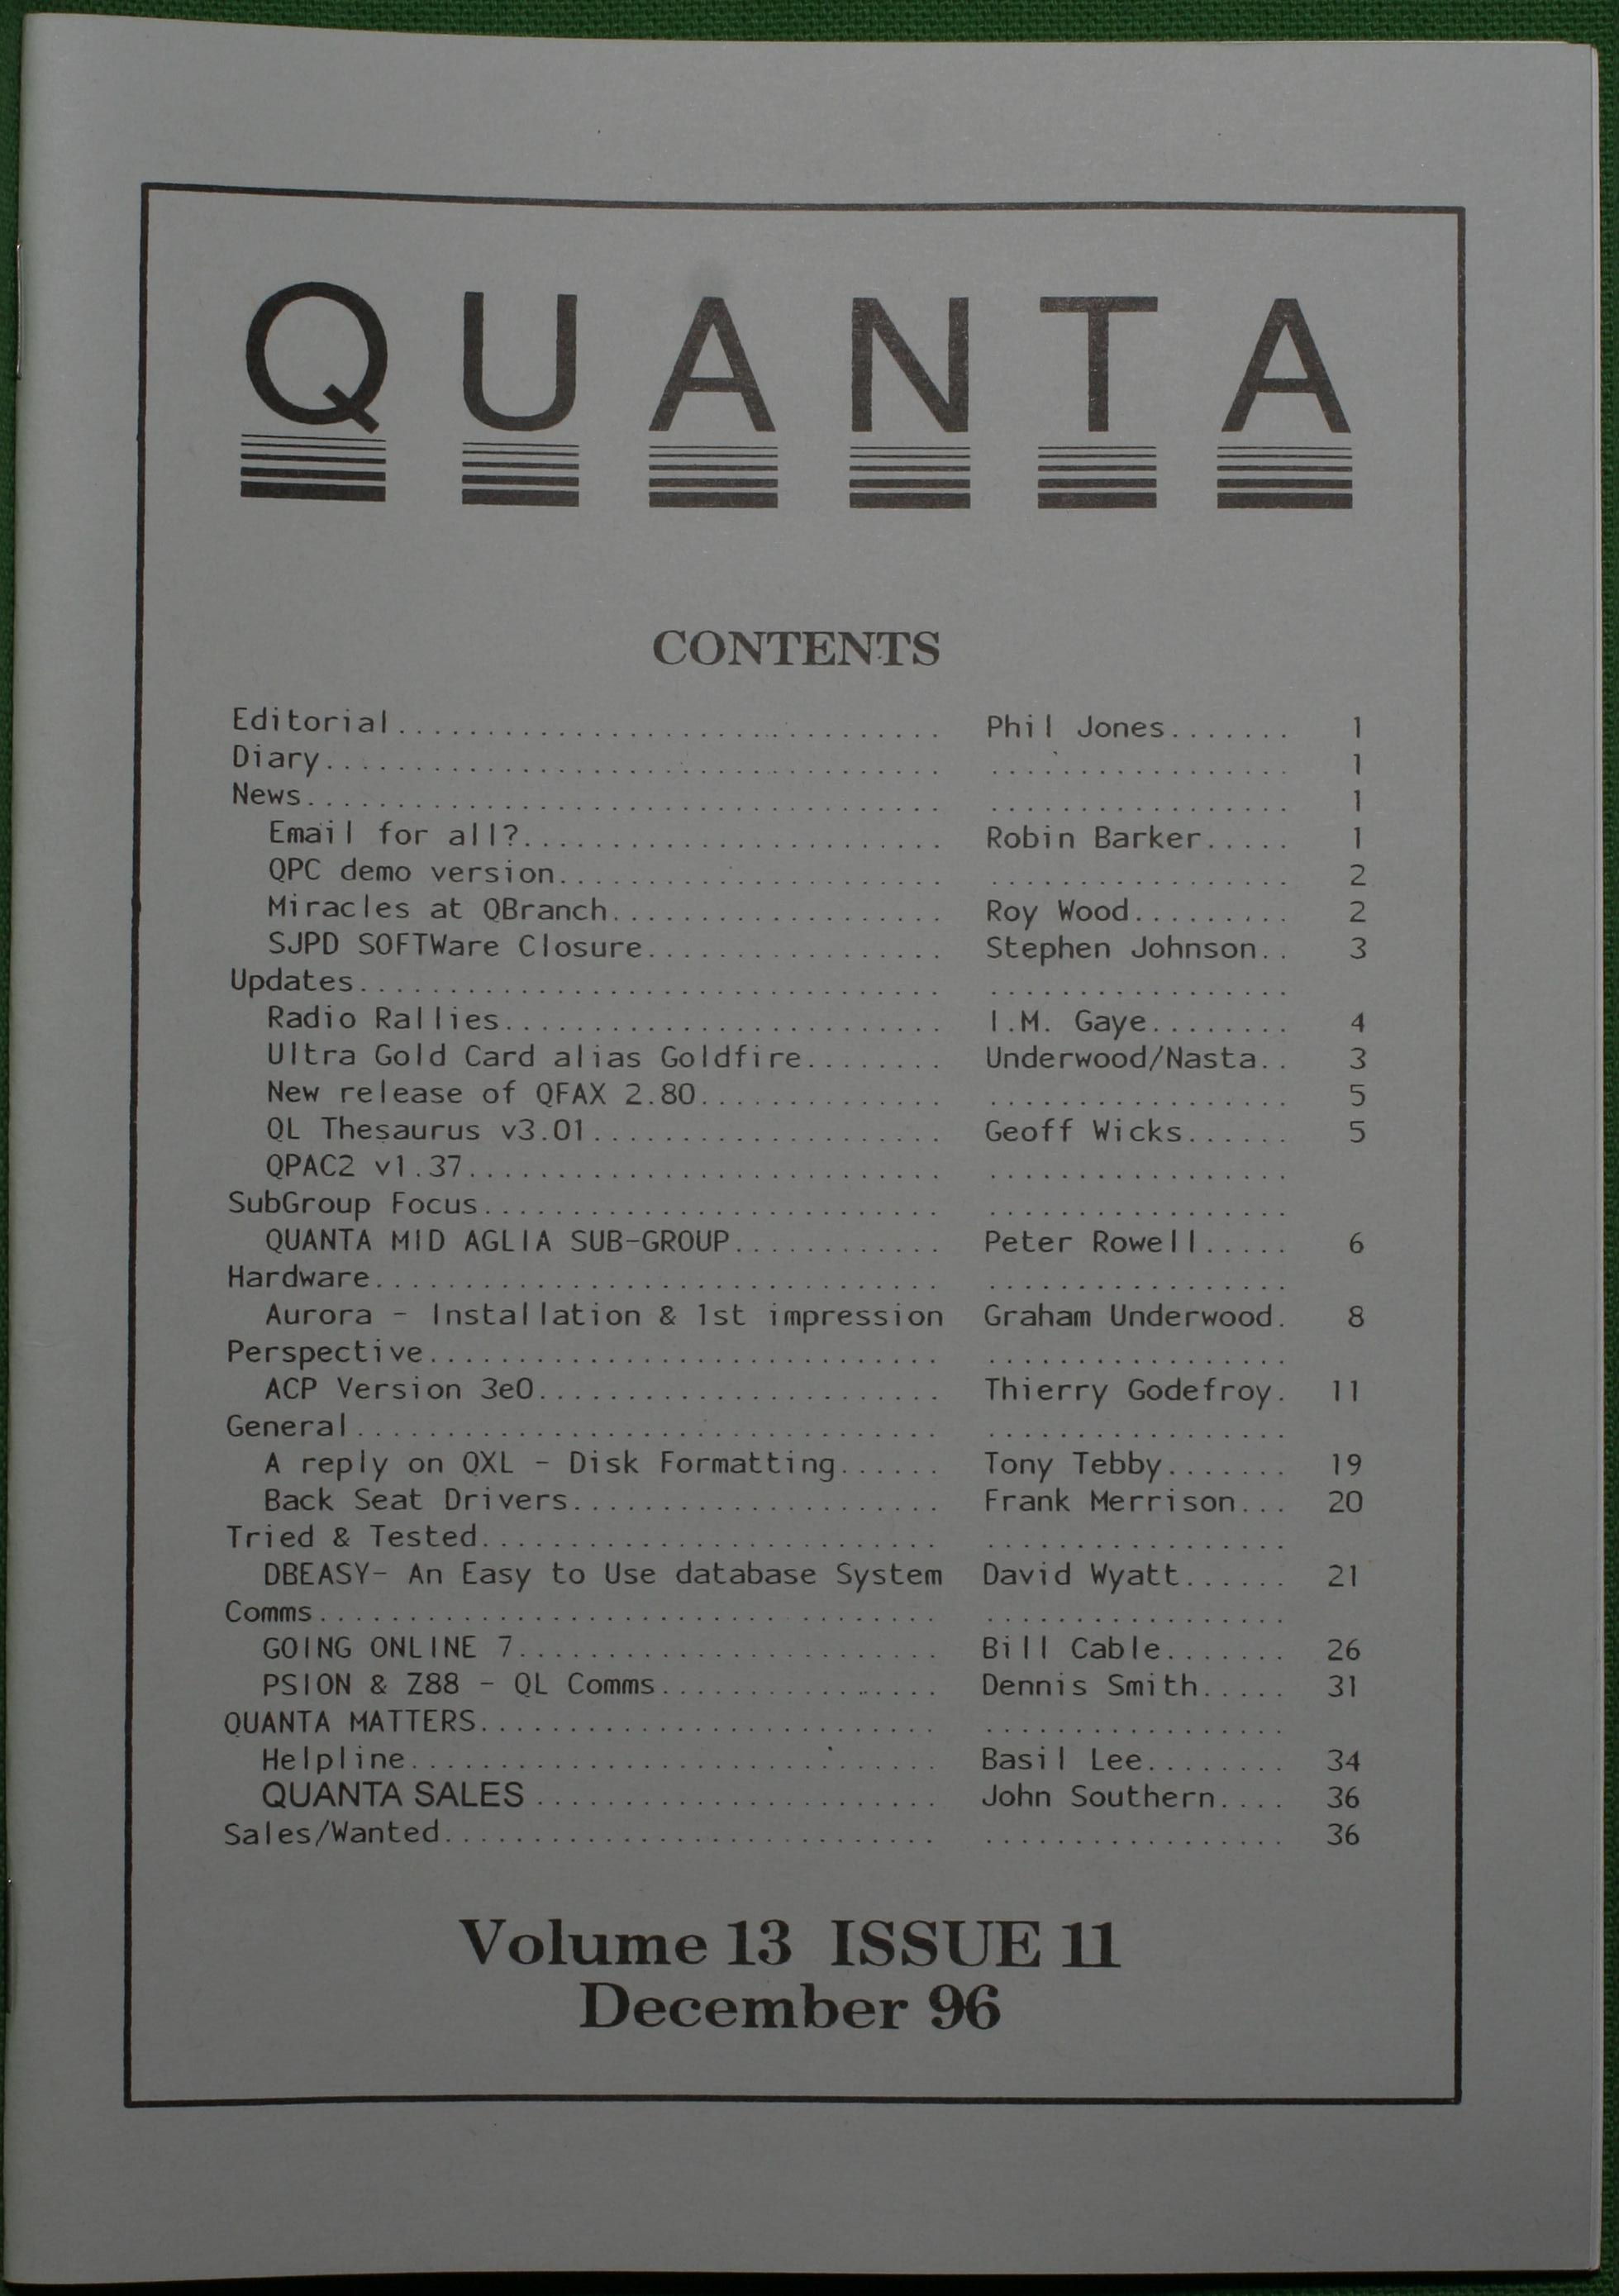 QUANTA
CONTENTS
Editorial.............................. Phil Jones....... 1
Diary.................................. ................. 1
News................................... ................. 1
Email for all?....................... Robin Barker..... 1
QPC demo version..................... ................. 2
Miracles at QBranch.................. Roy Wood......... 2
SJPD SOFTWare Closure................ Stephen Johnson.. 3
Updates................................ .................
Radio Rallies........................ I.M. Gaye........ 4
Ultra Gold Card alias Goldfire........ Underwood/Nasta.. 3
New release of QFAX 2.80.............. ................. 5
QL Thesaurus v3.01................... Geoff Wicks...... 5
QPAC2 v1.37.......................... .................
SubGroup Focus......................... .................
QUANTA MID AGLIA SUB-GROUP............ Peter Rowell..... 6
Hardware............................... .................
Aurora - Installation & 1st impression Graham Underwood. 8
Perspective............................ .................
ACP Version 3e0...................... Thierry Godefroy. 11
General................................ .................
A reply on QXL - Disk Formatting...... Tony Tebby....... 19
Back Seat Drivers.................... Frank Merrison... 20
Tried & Tested......................... .................
DBEASY- An Easy to Use database System David Wyatt...... 21
Comms.................................. .................
GOING ONLINE 7....................... Bill Cable....... 26
PSION & Z88 - QL Comms................ Dennis Smith..... 31
QUANTA MATTERS......................... .................
Helpline............................. Basil Lee........ 34
QUANTA SALES ....................... John Southern.... 36
Sales/Wanted........................... ................. 36
Volume 13 ISSUE 11
December 96